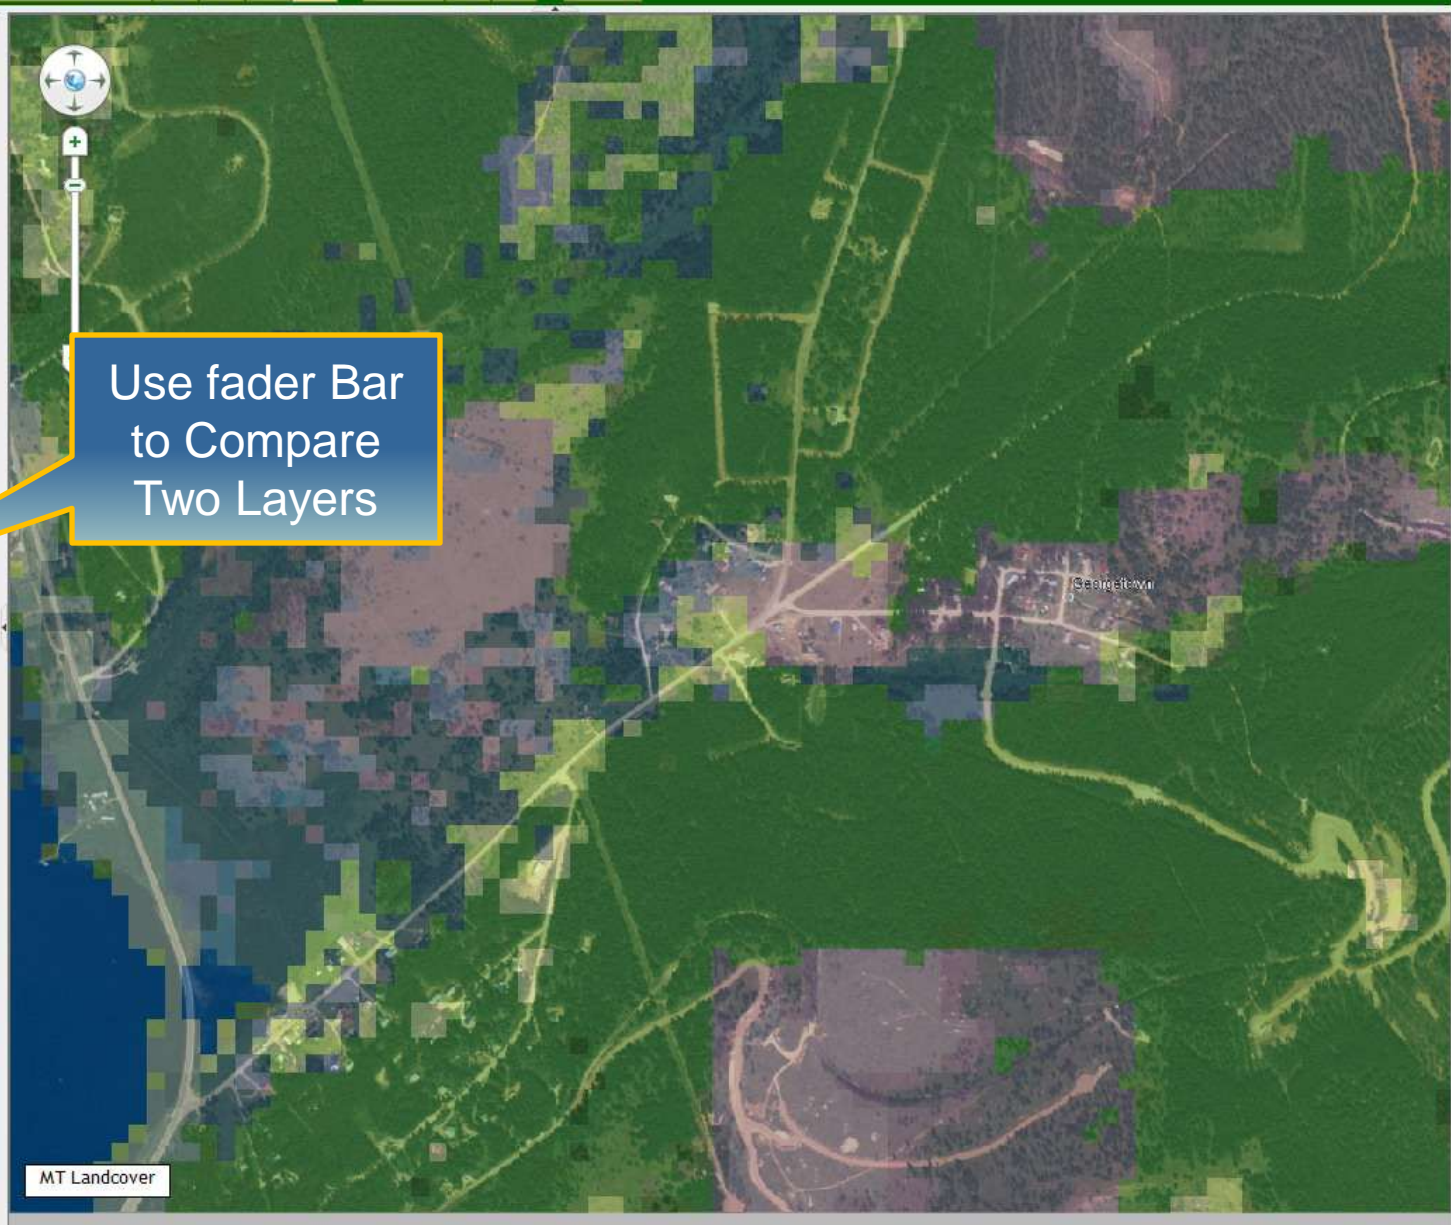 Use fader Bar
to Compare
Two Layers
Georgetown
MT Landcover